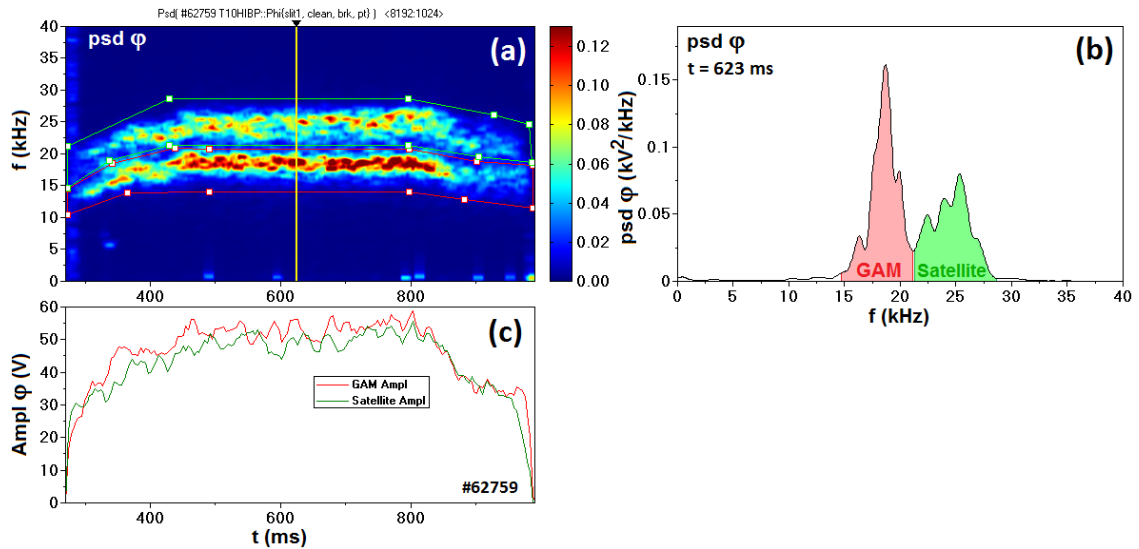 Psd( #62759 T10HIBP::Phi{slit1, clean, brk, pt} ) <8192:1024>
psd φ
(a)
f (kHz)
40
35
30
25
20
15
10
5
0
400
600
800
0.12
0.10
0.08
0.06
0.04
0.02
0.00
psd φ
t = 623 ms
(b)
psd φ (kV²/kHz)
0.15
0.1
0.05
0
GAM
Satellite
0 5 10 15 20 25 30 35 40
f (kHz)
(c)
Ampl φ (V)
60
50
40
30
20
10
0
GAM Ampl
Satellite Ampl
#62759
400
600
800
t (ms)